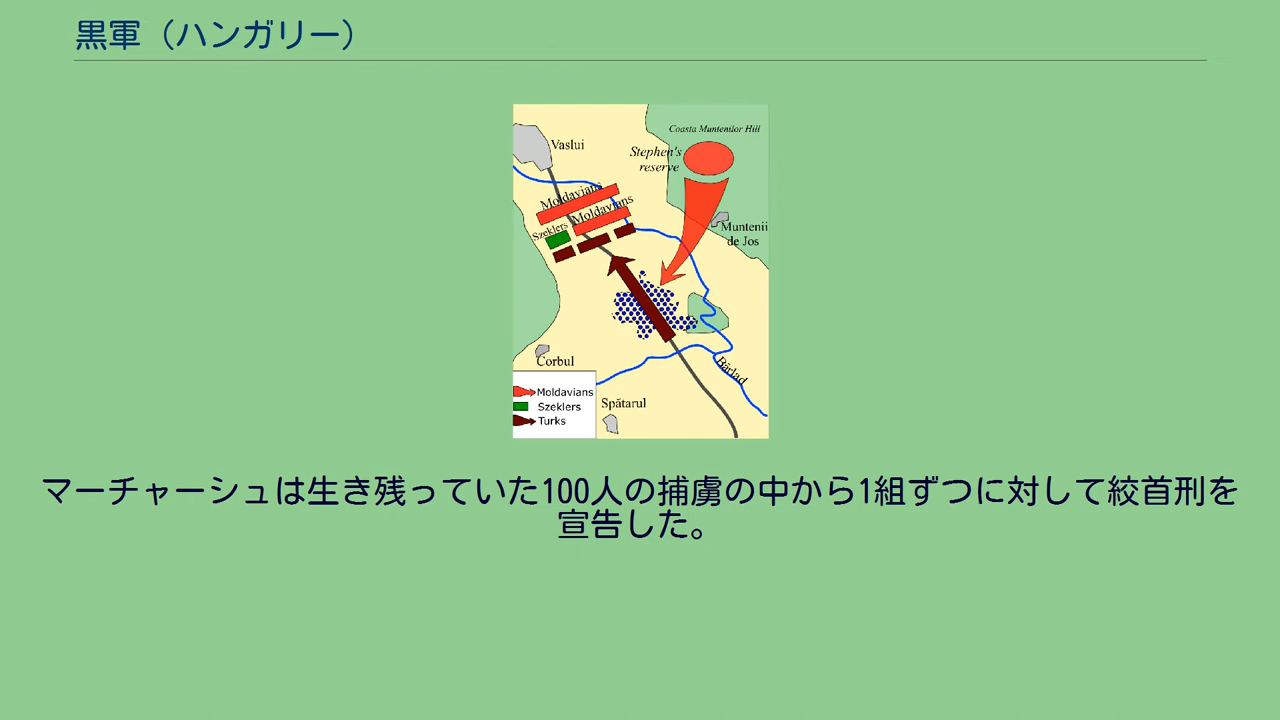 黒軍（ハンガリー）
Coasta Muntenilor Hill
Vaslui
Stephen's
reserve
Moldavians
Moldavians
Szeklers
Muntenii
de Jos
Corbul
Bârlad
Moldavians
Szeklers
Turks
Spătarul
マーチャーシュは生き残っていた100人の捕虜の中から1組ずつに対して絞首刑を
宣告した。